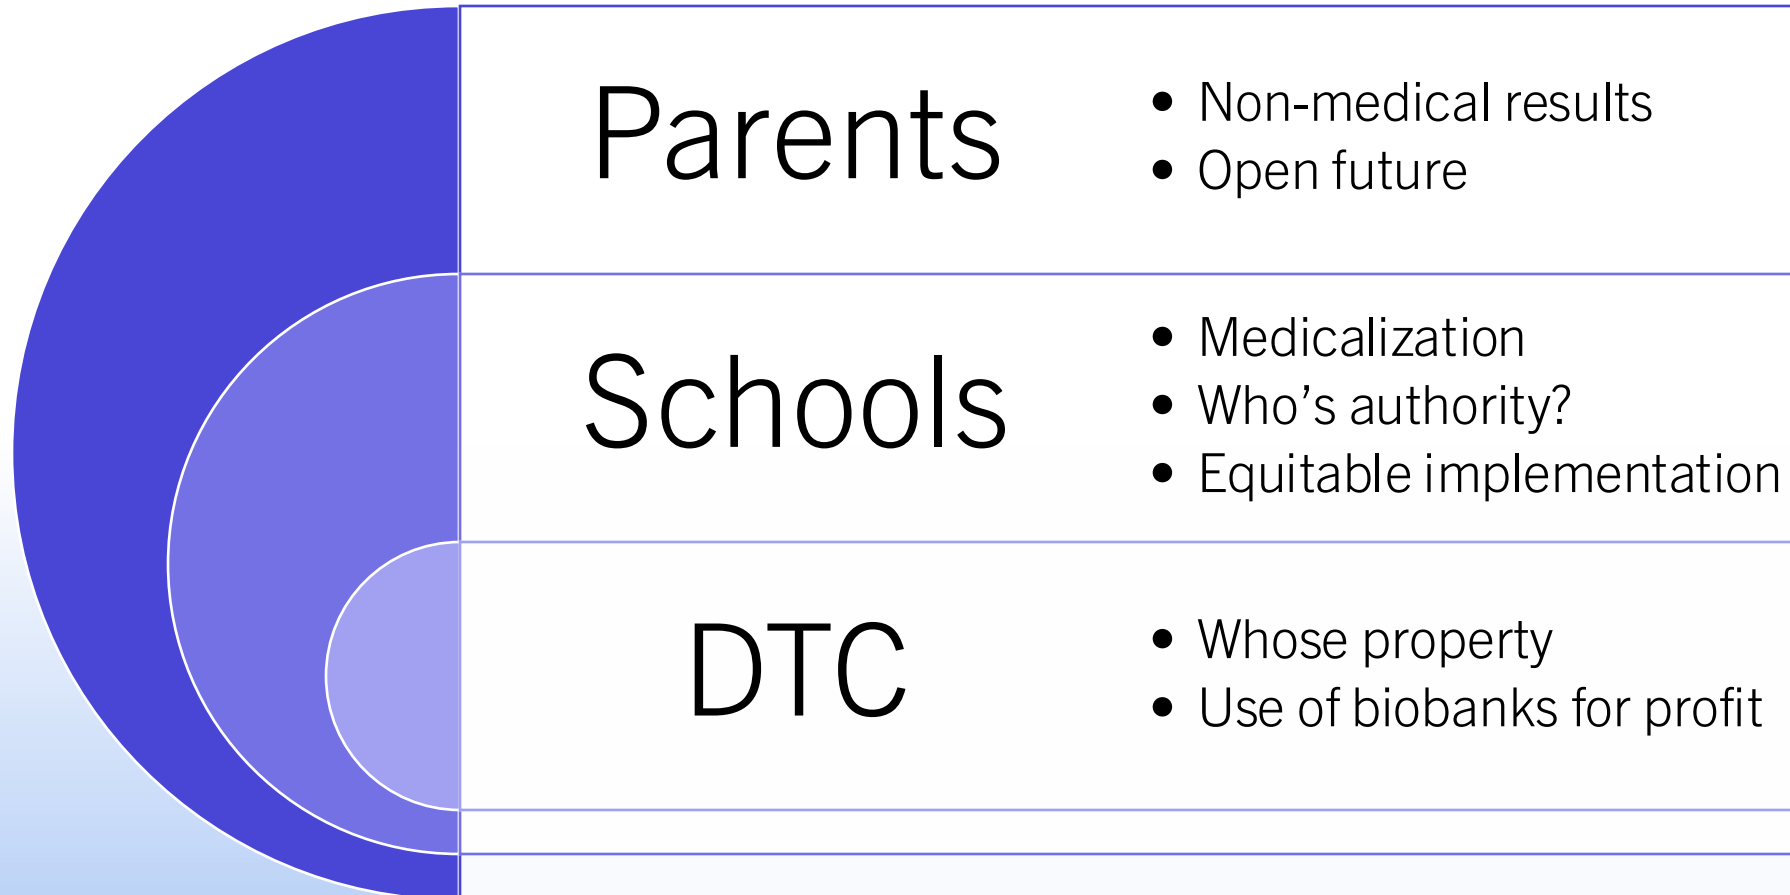 Parents
• Non-medical results
• Open future
Schools
• Medicalization
• Who’s authority?
• Equitable implementation
DTC
• Whose property
• Use of biobanks for profit